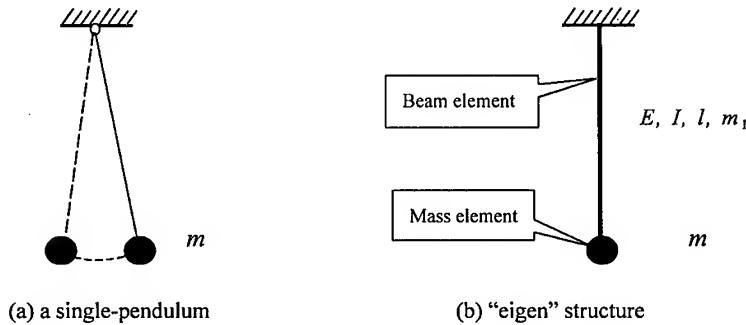 Beam element
E, I, l, m₁
Mass element
m
m
(a) a single-pendulum
(b) “eigen” structure